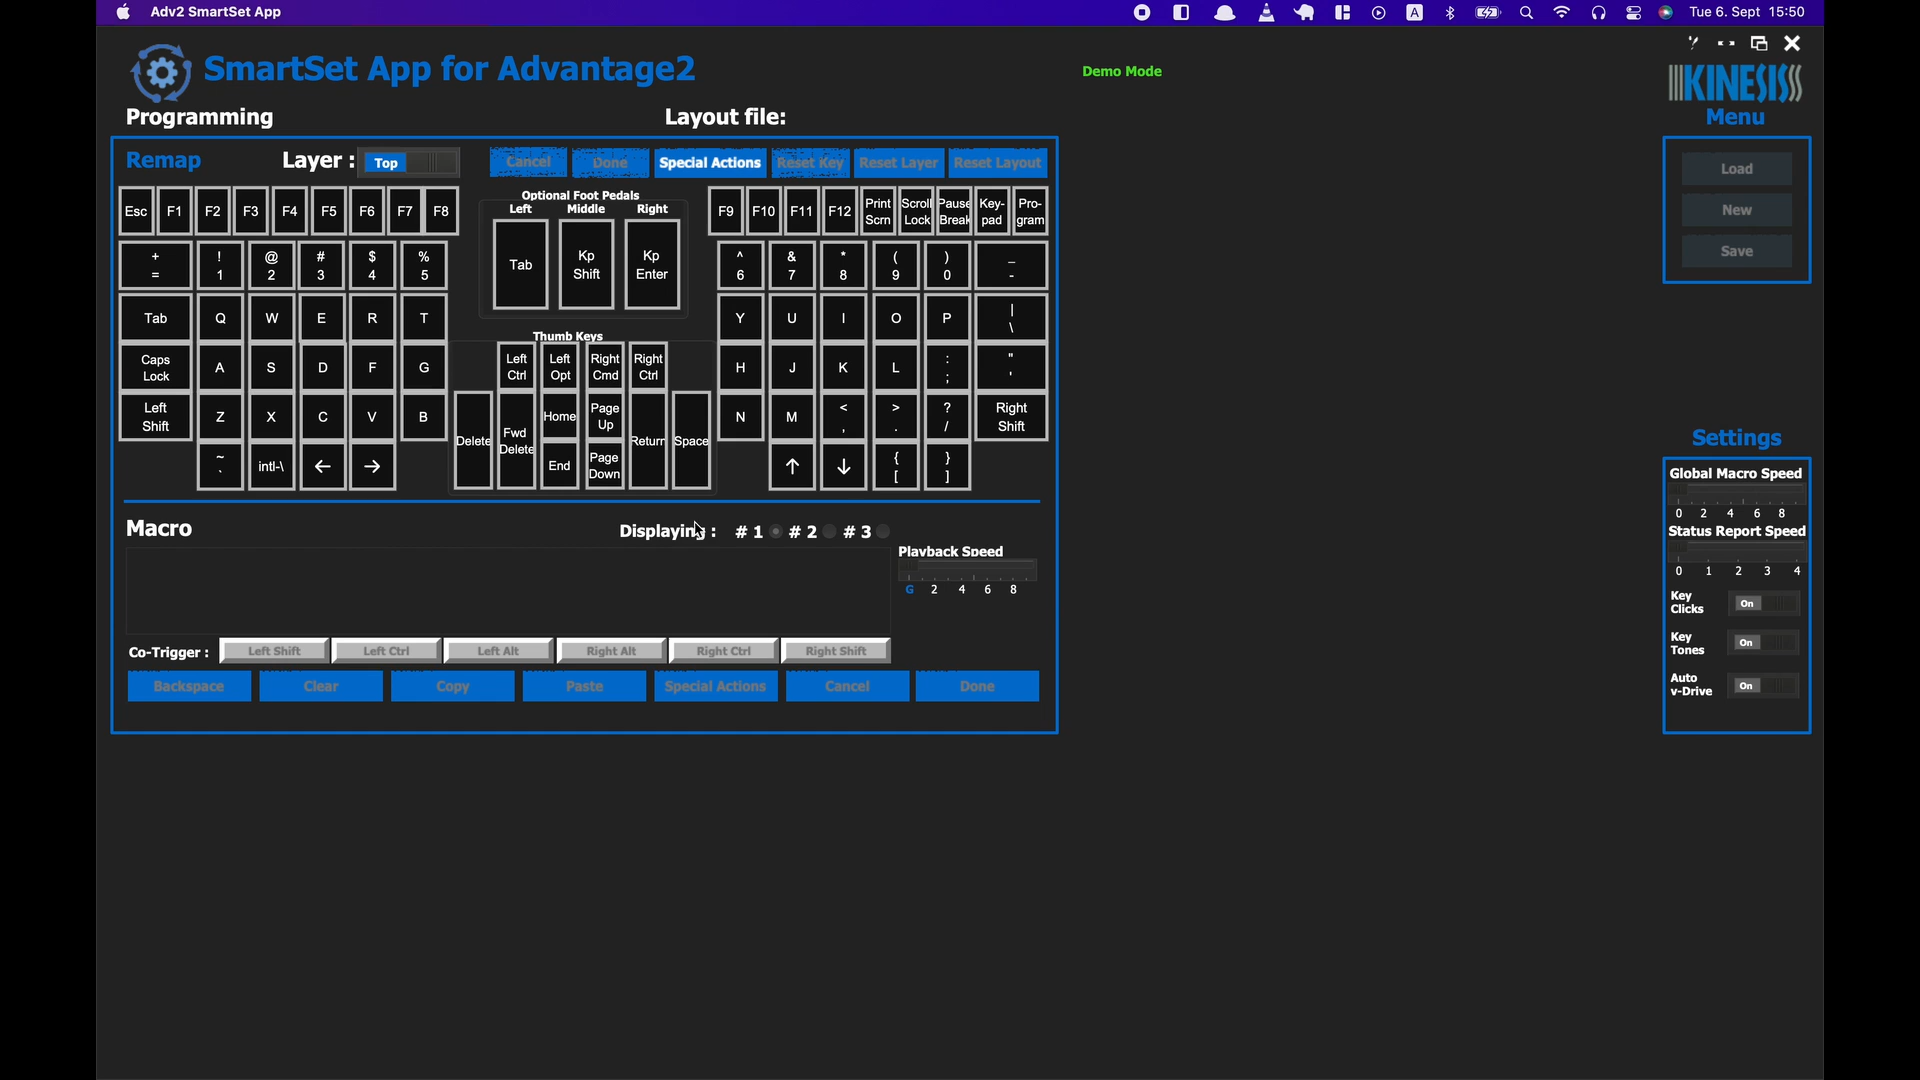 Adv2 SmartSet App
A
Tue 6. Sept 15:50
SmartSet App for Advantage2
Demo Mode
KINESIS
Programming
Layout file:
Menu
Remap
Layer :
Top
Cancel
Done
Special Actions
Reset Key
Reset Layer
Reset Layout
Load
New
Save
Optional Foot Pedals
Left Middle Right
Esc F1 F2 F3 F4 F5 F6 F7 F8
F9 F10 F11 F12 Print Scrn Scroll Lock Pause Break Key-pad Pro-gram
Tab
Kp Shift
Kp Enter
+ = ! 1 @ 2 # 3 $ 4 % 5
^ 6 & 7 * 8 ( 9 ) 0 _ -
Tab Q W E R T
Y U I O P | \
Thumb Keys
Caps Lock A S D F G
Left Ctrl Left Opt Right Cmd Right Ctrl
H J K L : ; " '
Left Shift Z X C V B
Delete Fwd Delete Home Page Up Return Space
N M < , > . ? / Right Shift
~ ` intl-\ ← →
End Page Down
↑ ↓ { [ } ]
Settings
Global Macro Speed
0 2 4 6 8
Status Report Speed
0 1 2 3 4
Key Clicks
On
Key Tones
On
Auto v-Drive
On
Macro
Displaying :
# 1 # 2 # 3
Playback Speed
G 2 4 6 8
Co-Trigger :
Left Shift
Left Ctrl
Left Alt
Right Alt
Right Ctrl
Right Shift
Backspace
Clear
Copy
Paste
Special Actions
Cancel
Done